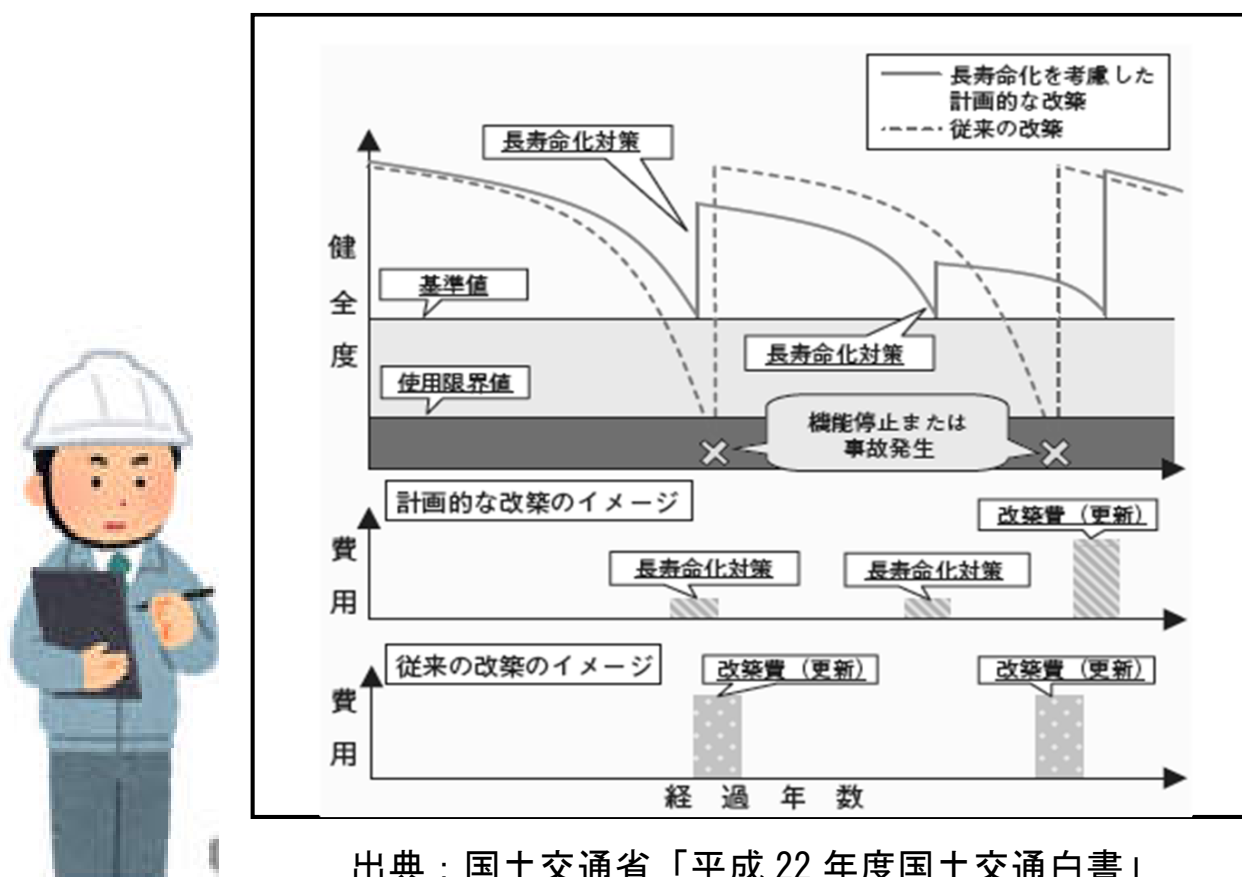 長寿命化を考慮した
計画的な改築
従来の改築
長寿命化対策
健全度
基準値
長寿命化対策
使用限界値
機能停止または
事故発生
計画的な改築のイメージ
費用
長寿命化対策
長寿命化対策
改築費(更新)
従来の改築のイメージ
費用
改築費(更新)
改築費(更新)
経過年数
出典:国土交通省「平成 22 年度国土交通白書」